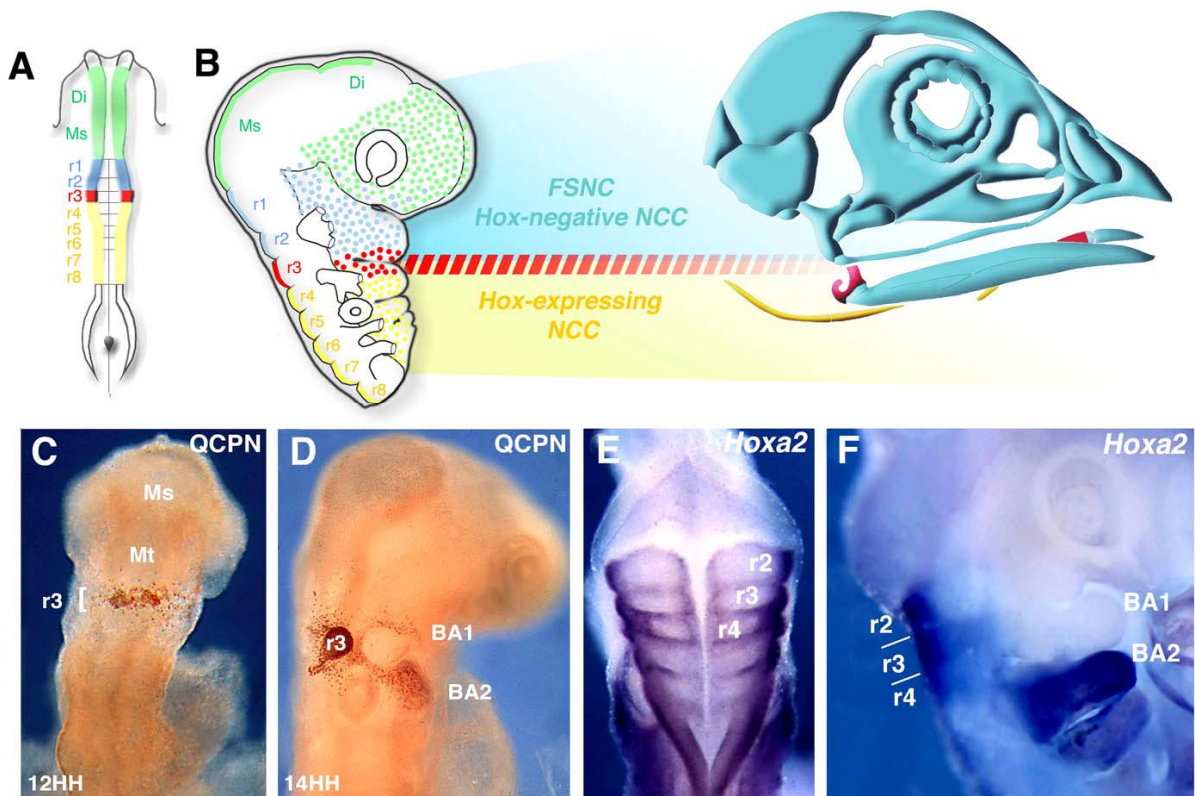 A
Di
Ms
r1
r2
r3
r4
r5
r6
r7
r8
B
Di
Ms
r1
r2
r3
r4
r5
r6
r7
r8
FSNC
Hox-negative NCC
Hox-expressing
NCC
C
QCPN
Ms
Mt
r3 [
12HH
D
QCPN
r3
BA1
BA2
14HH
E
Hoxa2
r2
r3
r4
F
Hoxa2
BA1
BA2
r2
r3
r4